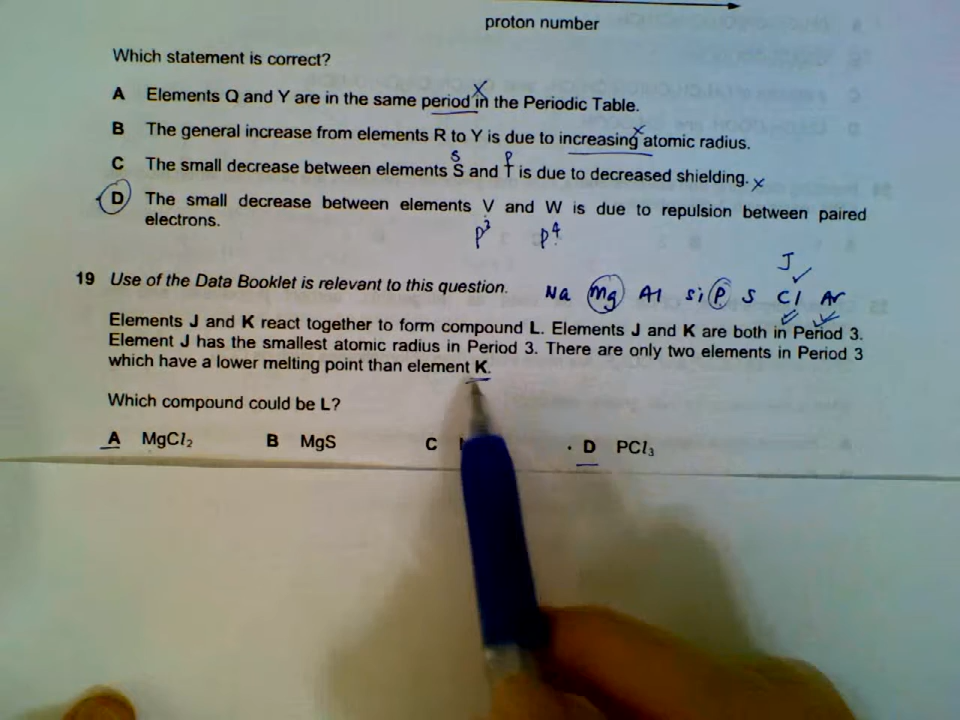 proton number
Which statement is correct?
A Elements Q and Y are in the same period in the Periodic Table. x
B The general increase from elements R to Y is due to increasing atomic radius. x
s p
C The small decrease between elements S and T is due to decreased shielding. x
D The small decrease between elements V and W is due to repulsion between paired
electrons.
p³ p⁴
J
19 Use of the Data Booklet is relevant to this question.
Na Mg Al Si P S Cl Ar
Elements J and K react together to form compound L. Elements J and K are both in Period 3.
Element J has the smallest atomic radius in Period 3. There are only two elements in Period 3
which have a lower melting point than element K.
Which compound could be L?
A MgCl₂ B MgS C D PCl₃